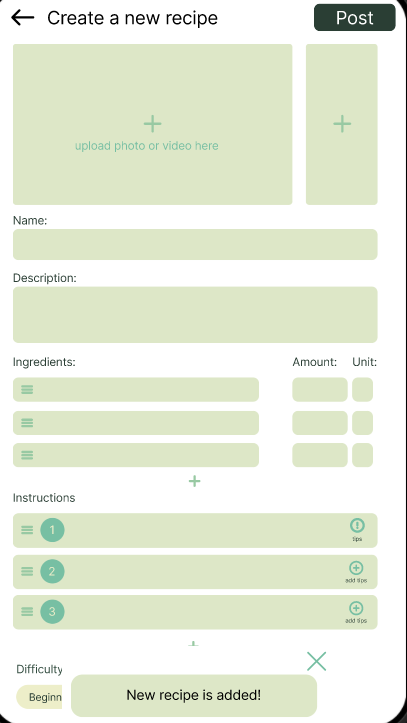 Create a new recipe
Post
upload photo or video here
Name:
Description:
Ingredients: Amount: Unit:
Instructions
1
tips
2
add tips
3
add tips
Difficulty
Beginn
New recipe is added!